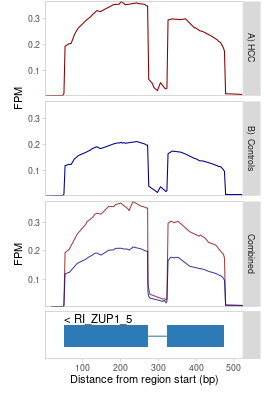 0.3
0.2
0.1
A) HCC
FPM
0.3
0.2
0.1
B) Controls
0.3
0.2
0.1
Combined
FPM
< RI_ZUP1_5
100
200
300
400
500
Distance from region start (bp)